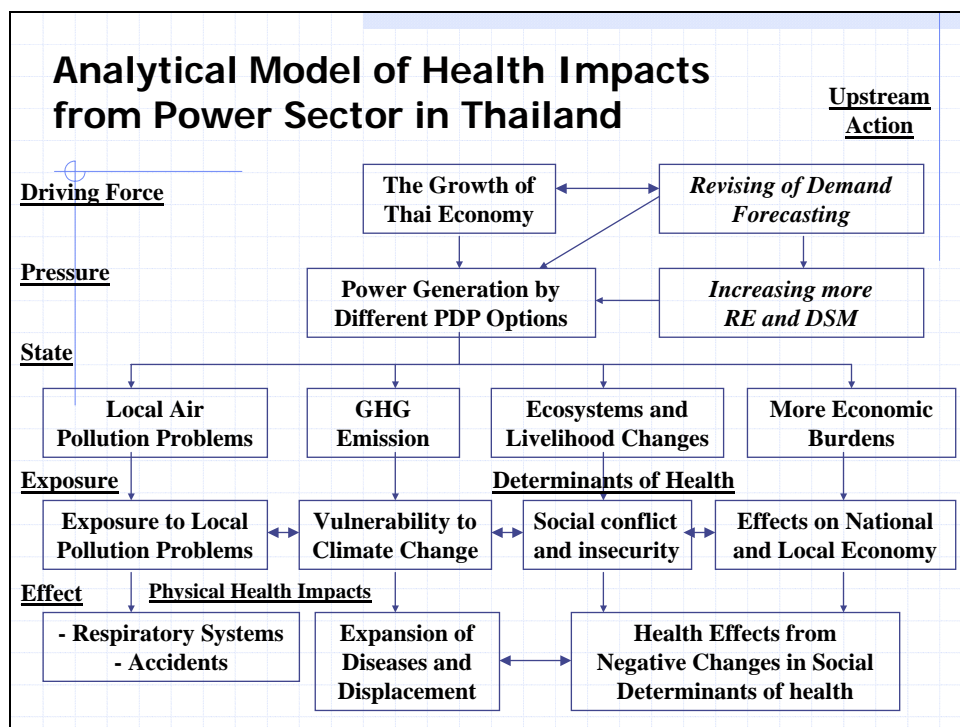 Analytical Model of Health Impacts
from Power Sector in Thailand
Upstream
Action
Driving Force
The Growth of
Thai Economy
Revising of Demand
Forecasting
Pressure
Power Generation by
Different PDP Options
Increasing more
RE and DSM
State
Local Air
Pollution Problems
GHG
Emission
Ecosystems and
Livelihood Changes
More Economic
Burdens
Exposure
Determinants of Health
Exposure to Local
Pollution Problems
Vulnerability to
Climate Change
Social conflict
and insecurity
Effects on National
and Local Economy
Effect
Physical Health Impacts
- Respiratory Systems
- Accidents
Expansion of
Diseases and
Displacement
Health Effects from
Negative Changes in Social
Determinants of health